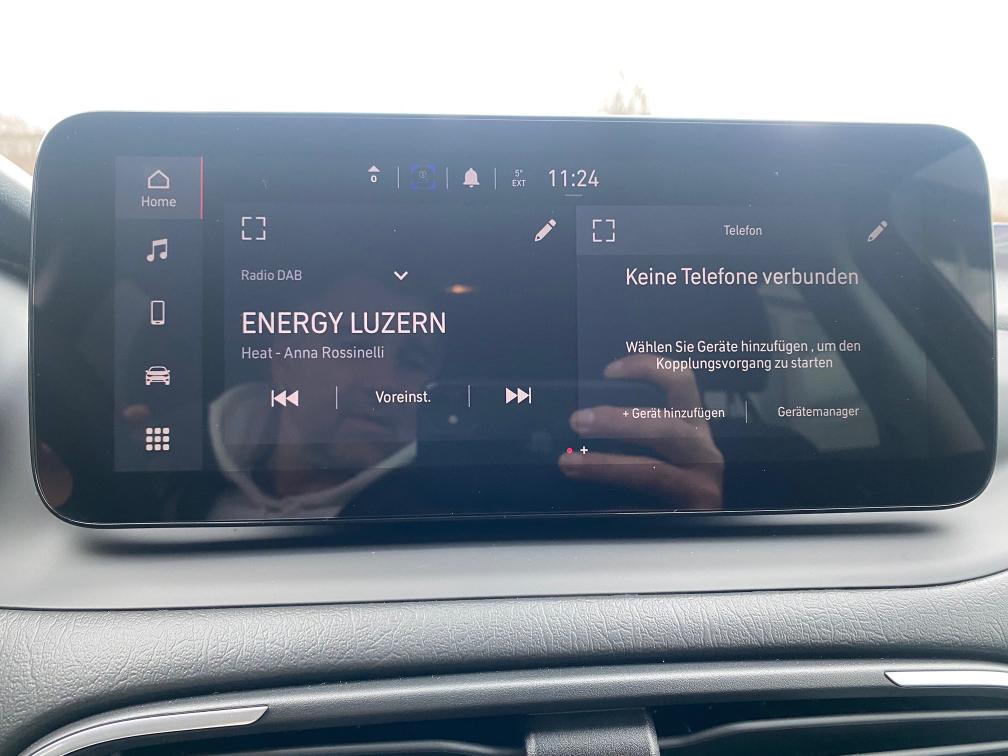 0
5°
EXT
11:24
Home
Radio DAB
ENERGY LUZERN
Heat - Anna Rossinelli
Voreinst.
Telefon
Keine Telefone verbunden
Wählen Sie Geräte hinzufügen , um den
Kopplungsvorgang zu starten
+ Gerät hinzufügen
Gerätemanager